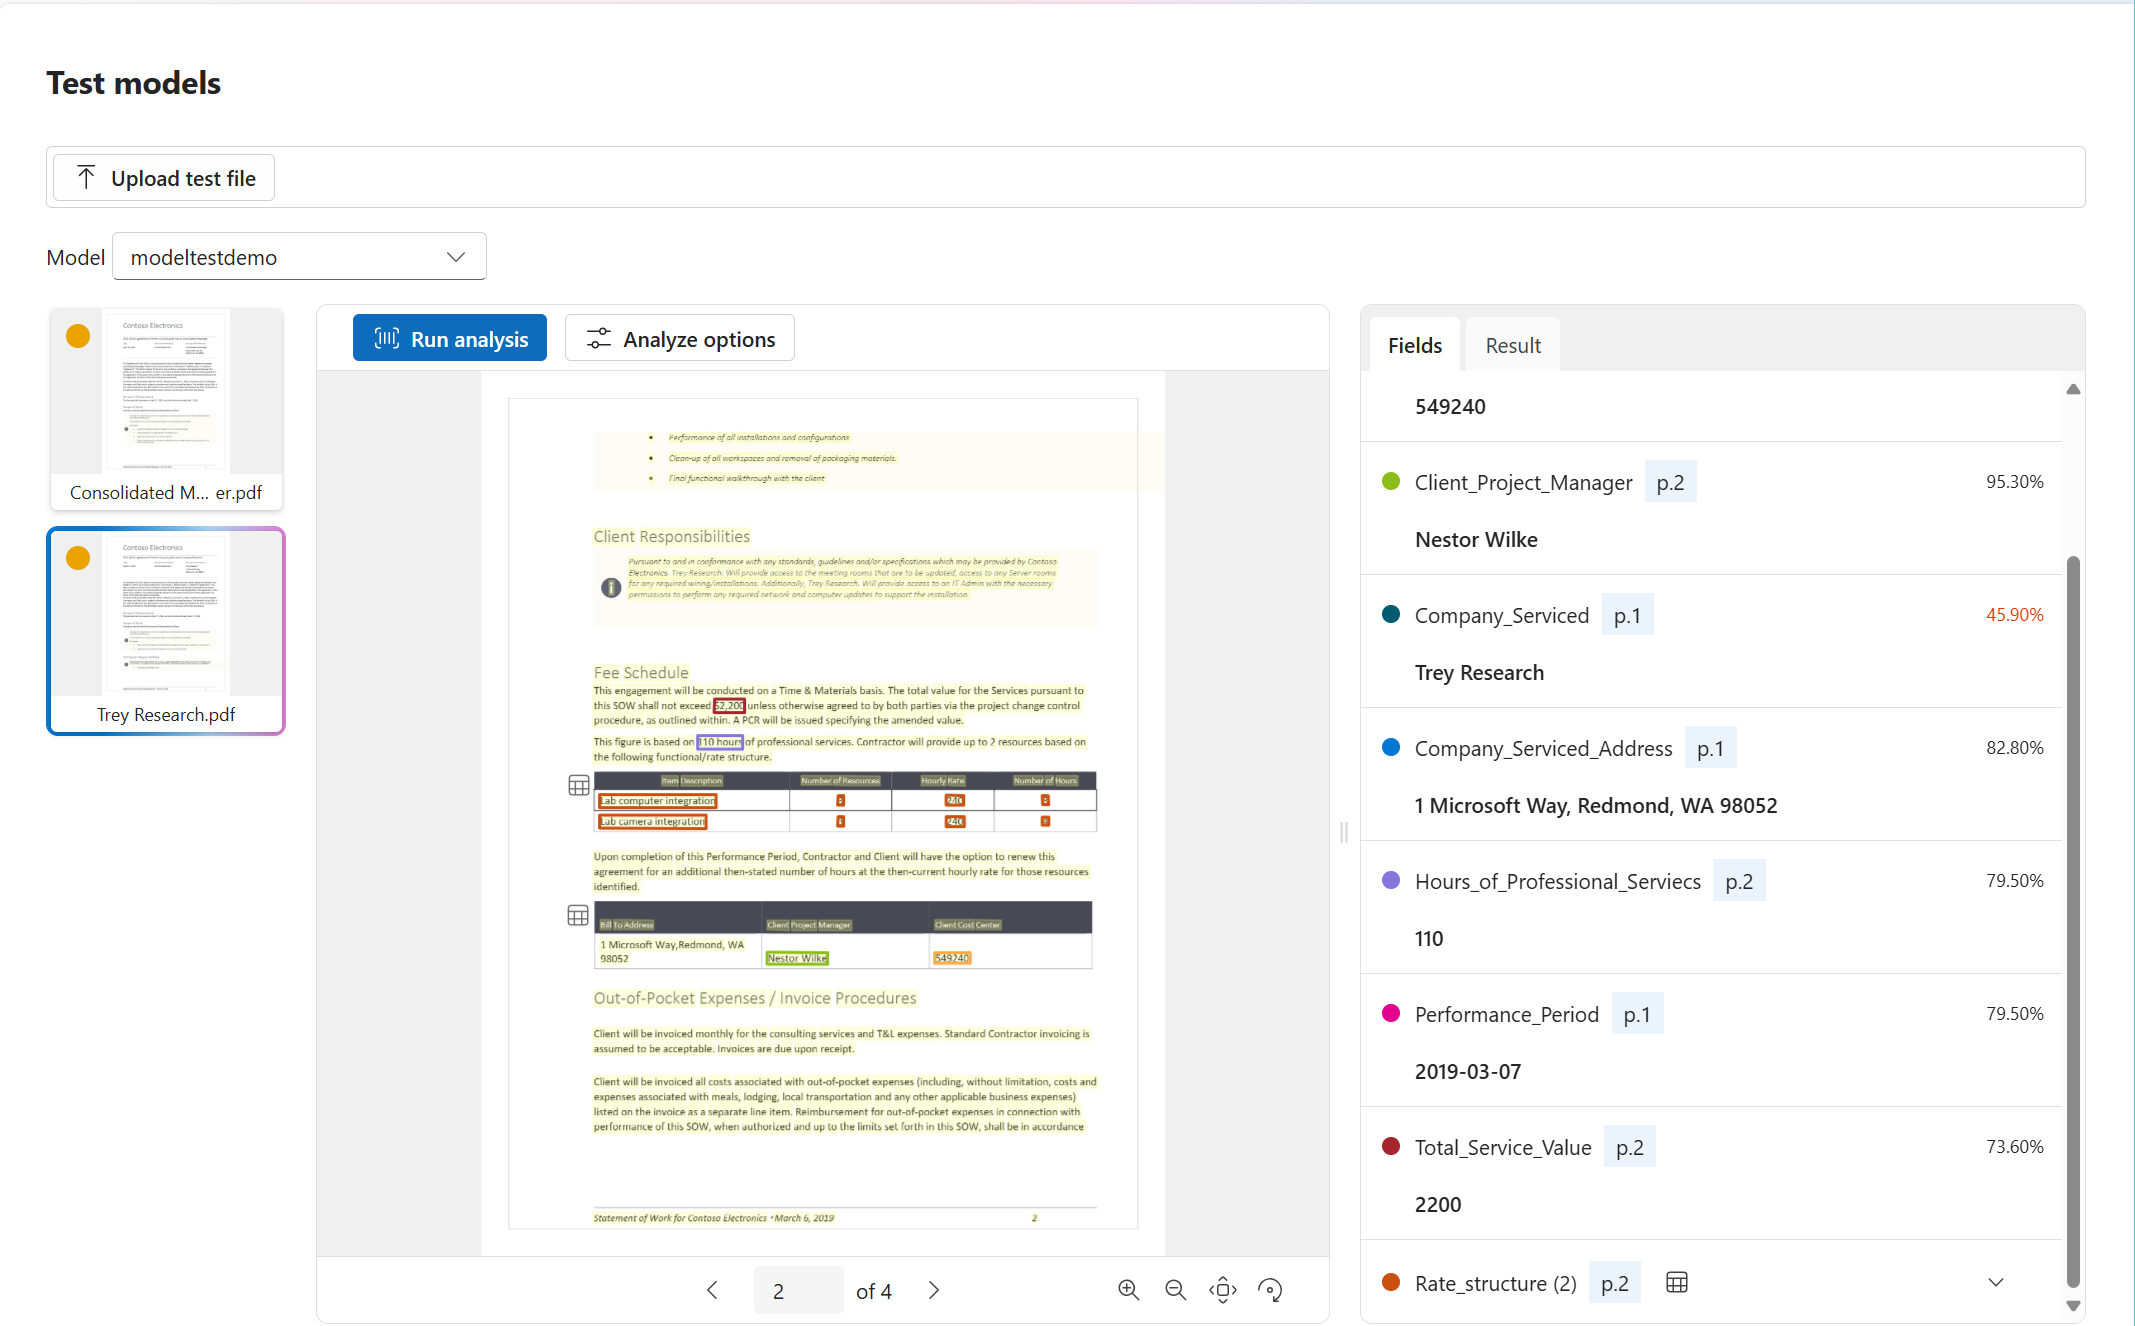 Test models
Upload test file
Model modeltestdemo
Contoso Electronics
Consolidated M... er.pdf
Contoso Electronics
Trey Research.pdf
Run analysis Analyze options
Performance of all installations and configurations
Clean-up of all workspaces and removal of packaging materials.
Final functional walkthrough with the client
Client Responsibilities
Pursuant to and in conformance with any standards, guidelines and/or specifications which may be provided by Contoso
Electronics. Trey Research. Will provide access to the meeting rooms that are to be updated, access to any Server rooms
for any required wiring/installations. Additionally, Trey Research. Will provide access to an IT Admin with the necessary
permissions to perform any required network and computer updates to support the installation.
Fee Schedule
This engagement will be conducted on a Time & Materials basis. The total value for the Services pursuant to
this SOW shall not exceed $2,200 unless otherwise agreed to by both parties via the project change control
procedure, as outlined within. A PCR will be issued specifying the amended value.
This figure is based on 110 hours of professional services. Contractor will provide up to 2 resources based on
the following functional/rate structure.
Item Description Number of Resources Hourly Rate Number of Hours
Lab computer integration 240
Lab camera integration 240
Upon completion of this Performance Period, Contractor and Client will have the option to renew this
agreement for an additional then-stated number of hours at the then-current hourly rate for those resources
identified.
Bill To Address Client Project Manager Client Cost Center
1 Microsoft Way,Redmond, WA
98052 Nestor Wilke 549240
Out-of-Pocket Expenses / Invoice Procedures
Client will be invoiced monthly for the consulting services and T&L expenses. Standard Contractor invoicing is
assumed to be acceptable. Invoices are due upon receipt.
Client will be invoiced all costs associated with out-of-pocket expenses (including, without limitation, costs and
expenses associated with meals, lodging, local transportation and any other applicable business expenses)
listed on the invoice as a separate line item. Reimbursement for out-of-pocket expenses in connection with
performance of this SOW, when authorized and up to the limits set forth in this SOW, shall be in accordance
Statement of Work for Contoso Electronics • March 6, 2019 2
2 of 4
Fields Result
549240
Client_Project_Manager p.2 95.30%
Nestor Wilke
Company_Serviced p.1 45.90%
Trey Research
Company_Serviced_Address p.1 82.80%
1 Microsoft Way, Redmond, WA 98052
Hours_of_Professional_Serviecs p.2 79.50%
110
Performance_Period p.1 79.50%
2019-03-07
Total_Service_Value p.2 73.60%
2200
Rate_structure (2) p.2